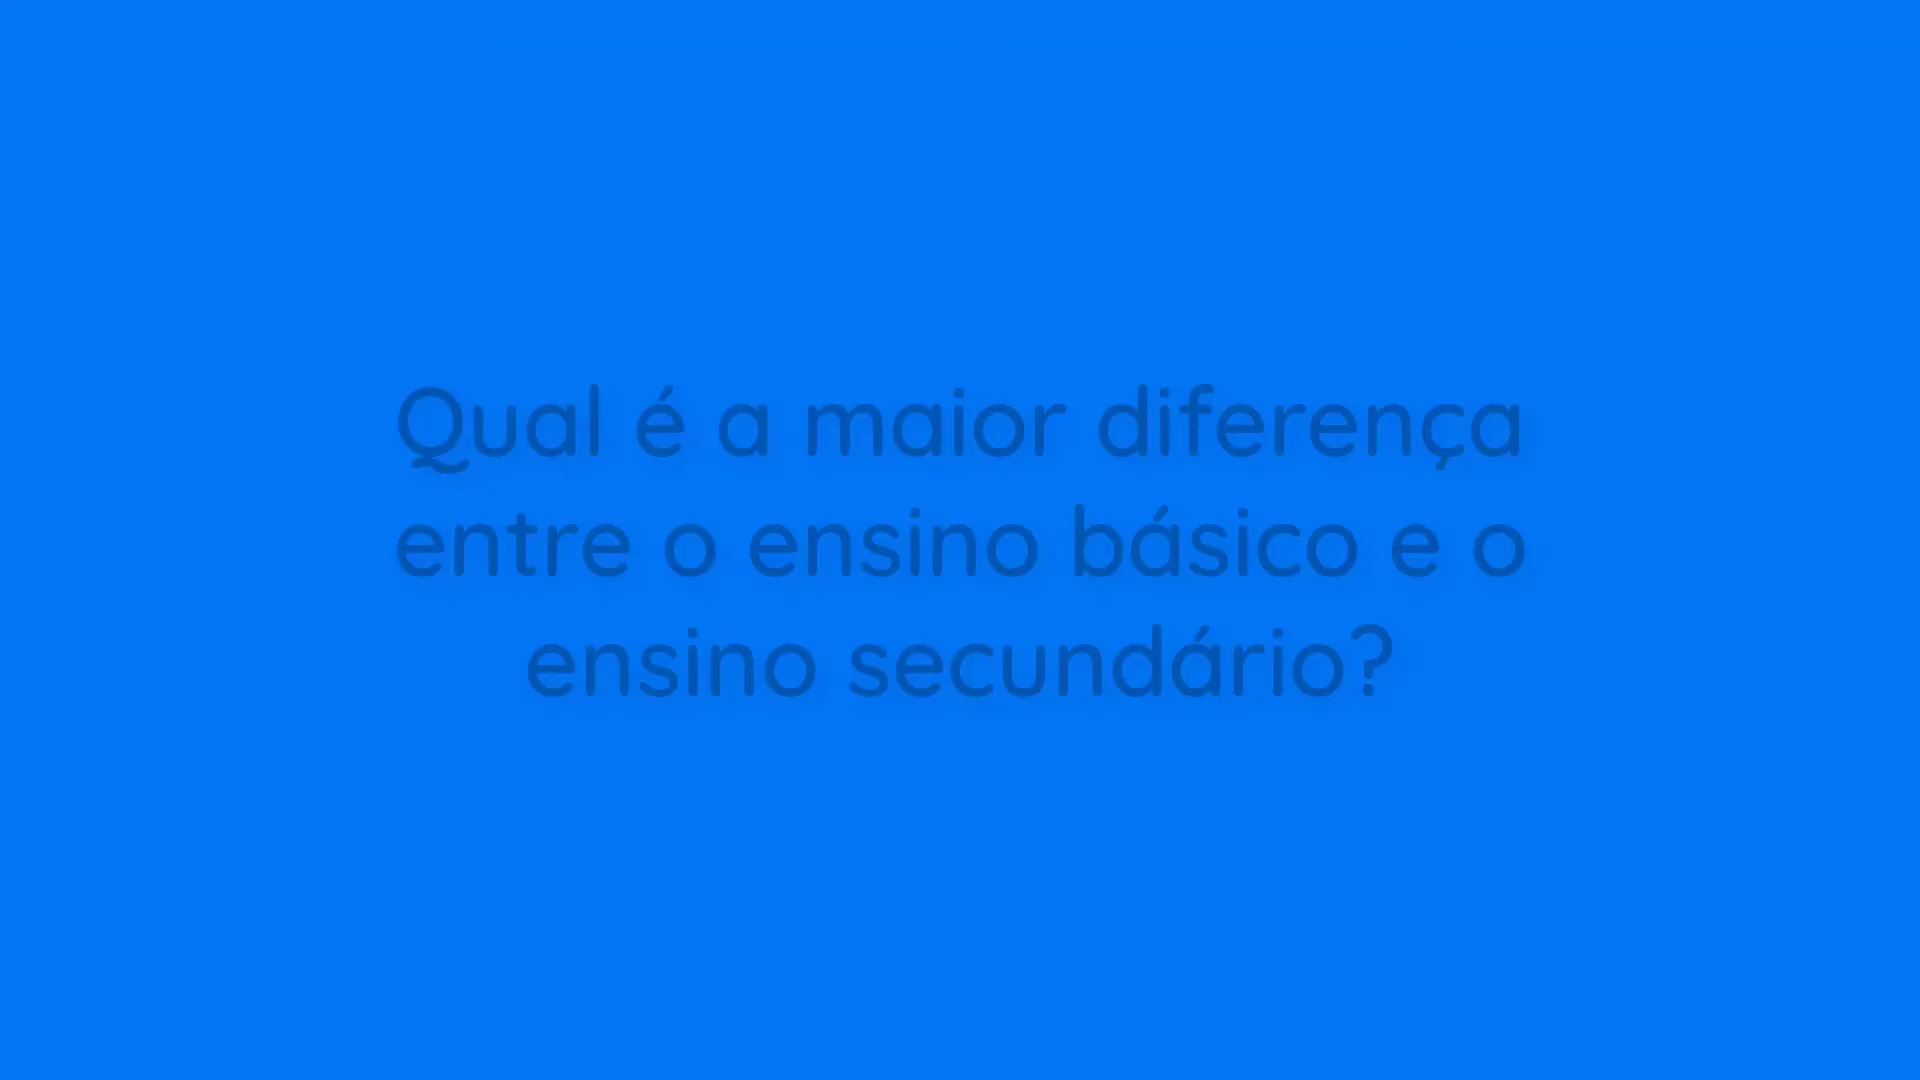 Qual é a maior diferença
entre o ensino básico e o
ensino secundário?